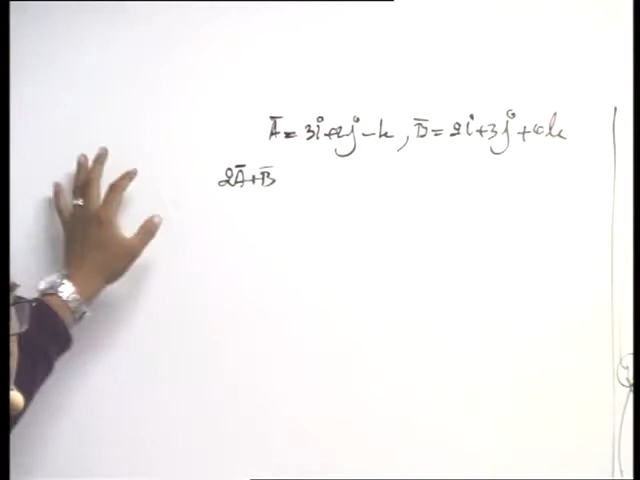 Ā = 3i+2j-k, B̄ = 2i+3j+4k
2Ā+B̄